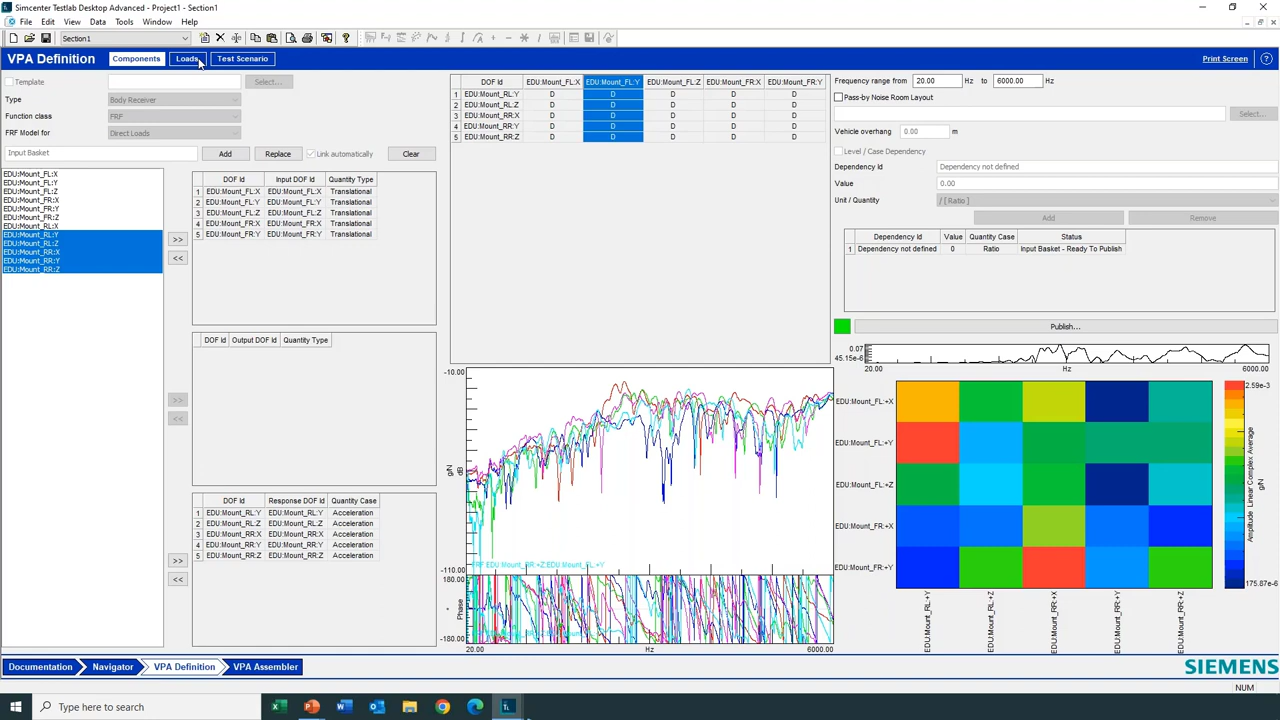 Simcenter Testlab Desktop Advanced - Project1 - Section1
File Edit View Data Tools Window Help
Section1
VPA Definition Components Loads Test Scenario Print Screen
Template Select...
Type Body Receiver
Function class FRF
FRF Model for Direct Loads
Input Basket Add Replace Link automatically Clear
EDU:Mount_FL:X
EDU:Mount_FL:Y
EDU:Mount_FL:Z
EDU:Mount_FR:X
EDU:Mount_FR:Y
EDU:Mount_FR:Z
EDU:Mount_RL:X
EDU:Mount_RL:Y
EDU:Mount_RL:Z
EDU:Mount_RR:X
EDU:Mount_RR:Y
EDU:Mount_RR:Z
>>
<<
>>
<<
>>
<<
DOF Id Input DOF Id Quantity Type
1 EDU:Mount_FL:X EDU:Mount_FL:X Translational
2 EDU:Mount_FL:Y EDU:Mount_FL:Y Translational
3 EDU:Mount_FL:Z EDU:Mount_FL:Z Translational
4 EDU:Mount_FR:X EDU:Mount_FR:X Translational
5 EDU:Mount_FR:Y EDU:Mount_FR:Y Translational
DOF Id Output DOF Id Quantity Type
DOF Id Response DOF Id Quantity Case
1 EDU:Mount_RL:Y EDU:Mount_RL:Y Acceleration
2 EDU:Mount_RL:Z EDU:Mount_RL:Z Acceleration
3 EDU:Mount_RR:X EDU:Mount_RR:X Acceleration
4 EDU:Mount_RR:Y EDU:Mount_RR:Y Acceleration
5 EDU:Mount_RR:Z EDU:Mount_RR:Z Acceleration
DOF Id EDU:Mount_FL:X EDU:Mount_FL:Y EDU:Mount_FL:Z EDU:Mount_FR:X EDU:Mount_FR:Y
1 EDU:Mount_RL:Y D D D D D
2 EDU:Mount_RL:Z D D D D D
3 EDU:Mount_RR:X D D D D D
4 EDU:Mount_RR:Y D D D D D
5 EDU:Mount_RR:Z D D D D D
-10.00
g/N
dB
-110.00
FRF EDU:Mount_RR:+Z:EDU:Mount_FL:+Y
180.00
Phase
°
-180.00
20.00 Hz 6000.00
Frequency range from 20.00 Hz to 6000.00 Hz
Pass-by Noise Room Layout
Select...
Vehicle overhang 0.00 m
Level / Case Dependency
Dependency Id Dependency not defined
Value 0.00
Unit / Quantity / [ Ratio ]
Add Remove
Dependency Id Value Quantity Case Status
1 Dependency not defined 0 Ratio Input Basket - Ready To Publish
Publish...
0.07
45.15e-6
20.00 Hz 6000.00
EDU:Mount_FL:+X
EDU:Mount_FL:+Y
EDU:Mount_FL:+Z
EDU:Mount_FR:+X
EDU:Mount_FR:+Y
EDU:Mount_RL:+Y
EDU:Mount_RL:+Z
EDU:Mount_RR:+X
EDU:Mount_RR:+Y
EDU:Mount_RR:+Z
2.59e-3
Amplitude Linear Complex Average
g/N
175.87e-6
Documentation Navigator VPA Definition VPA Assembler
SIEMENS
NUM
Type here to search